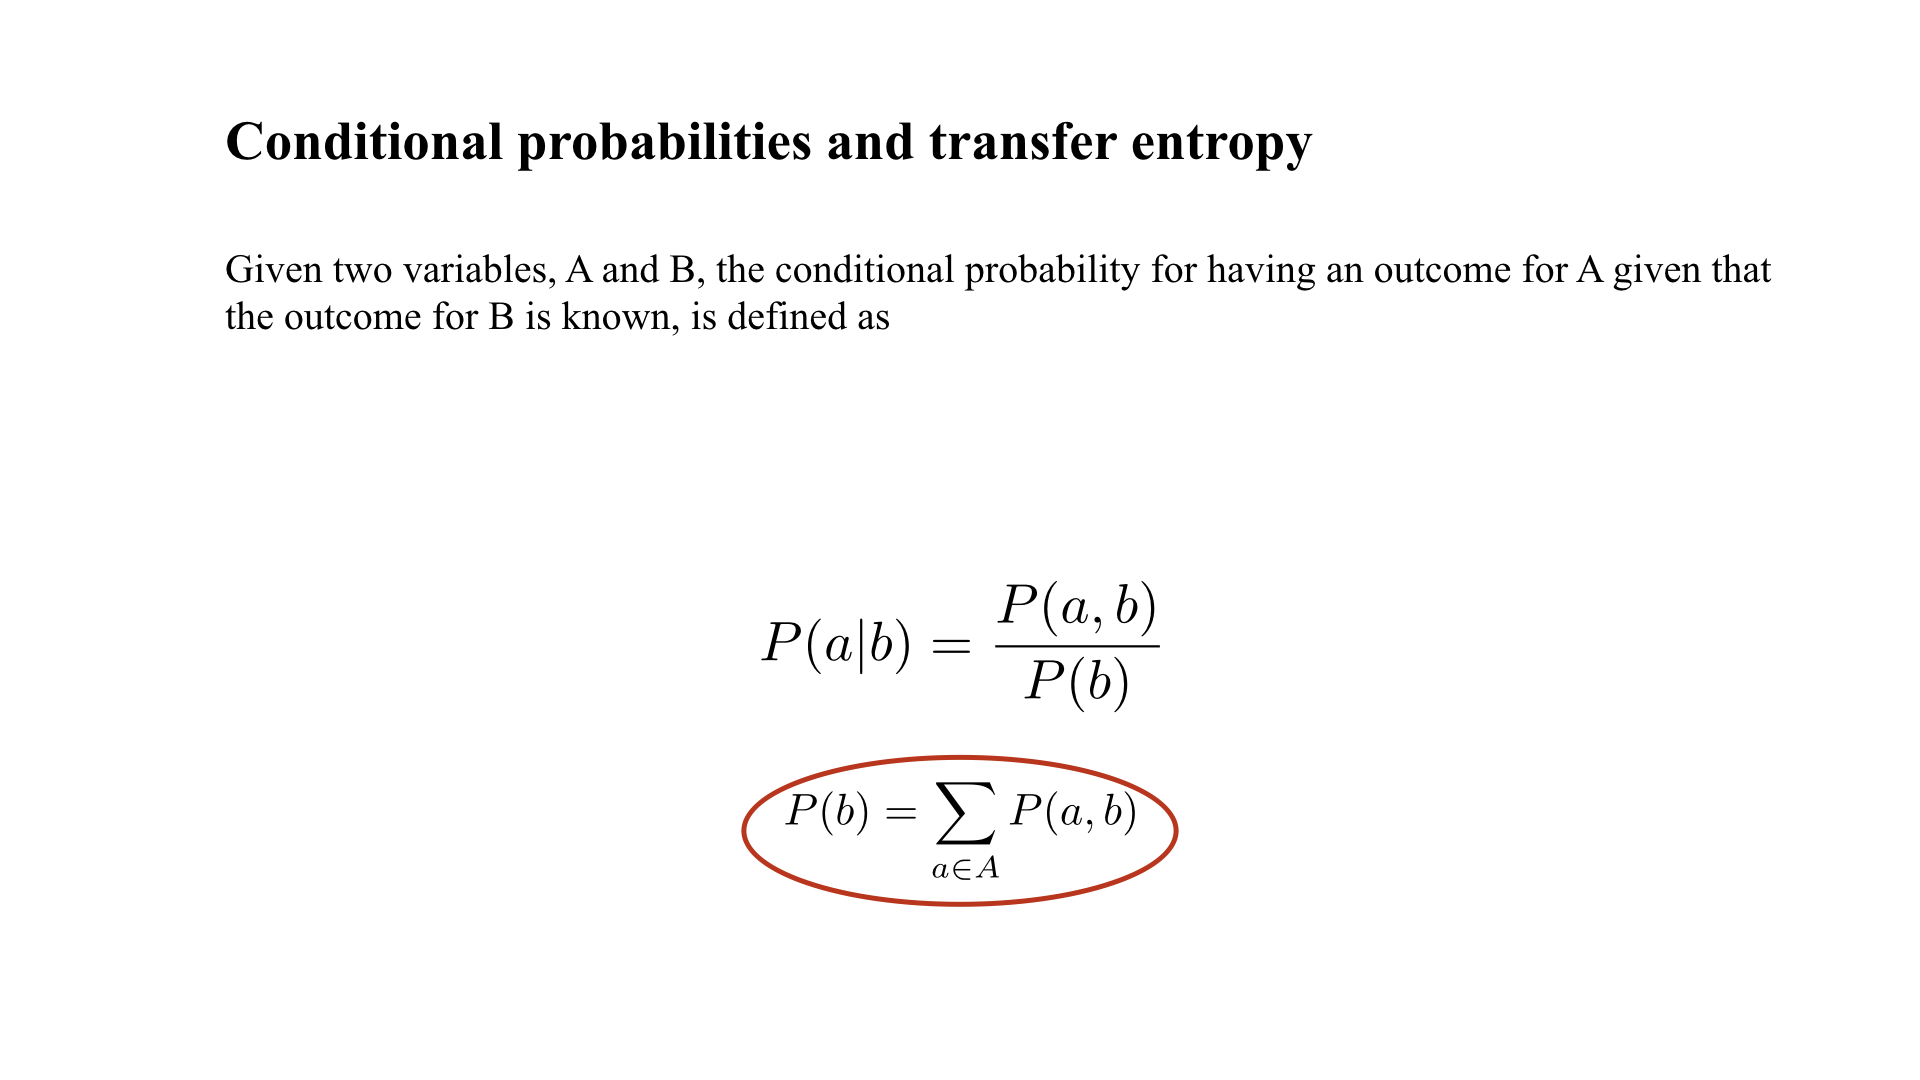 Conditional probabilities and transfer entropy
Given two variables, A and B, the conditional probability for having an outcome for A given that
the outcome for B is known, is defined as
P(a|b) = \frac{P(a, b)}{P(b)}
P(b) = \sum_{a \in A} P(a, b)